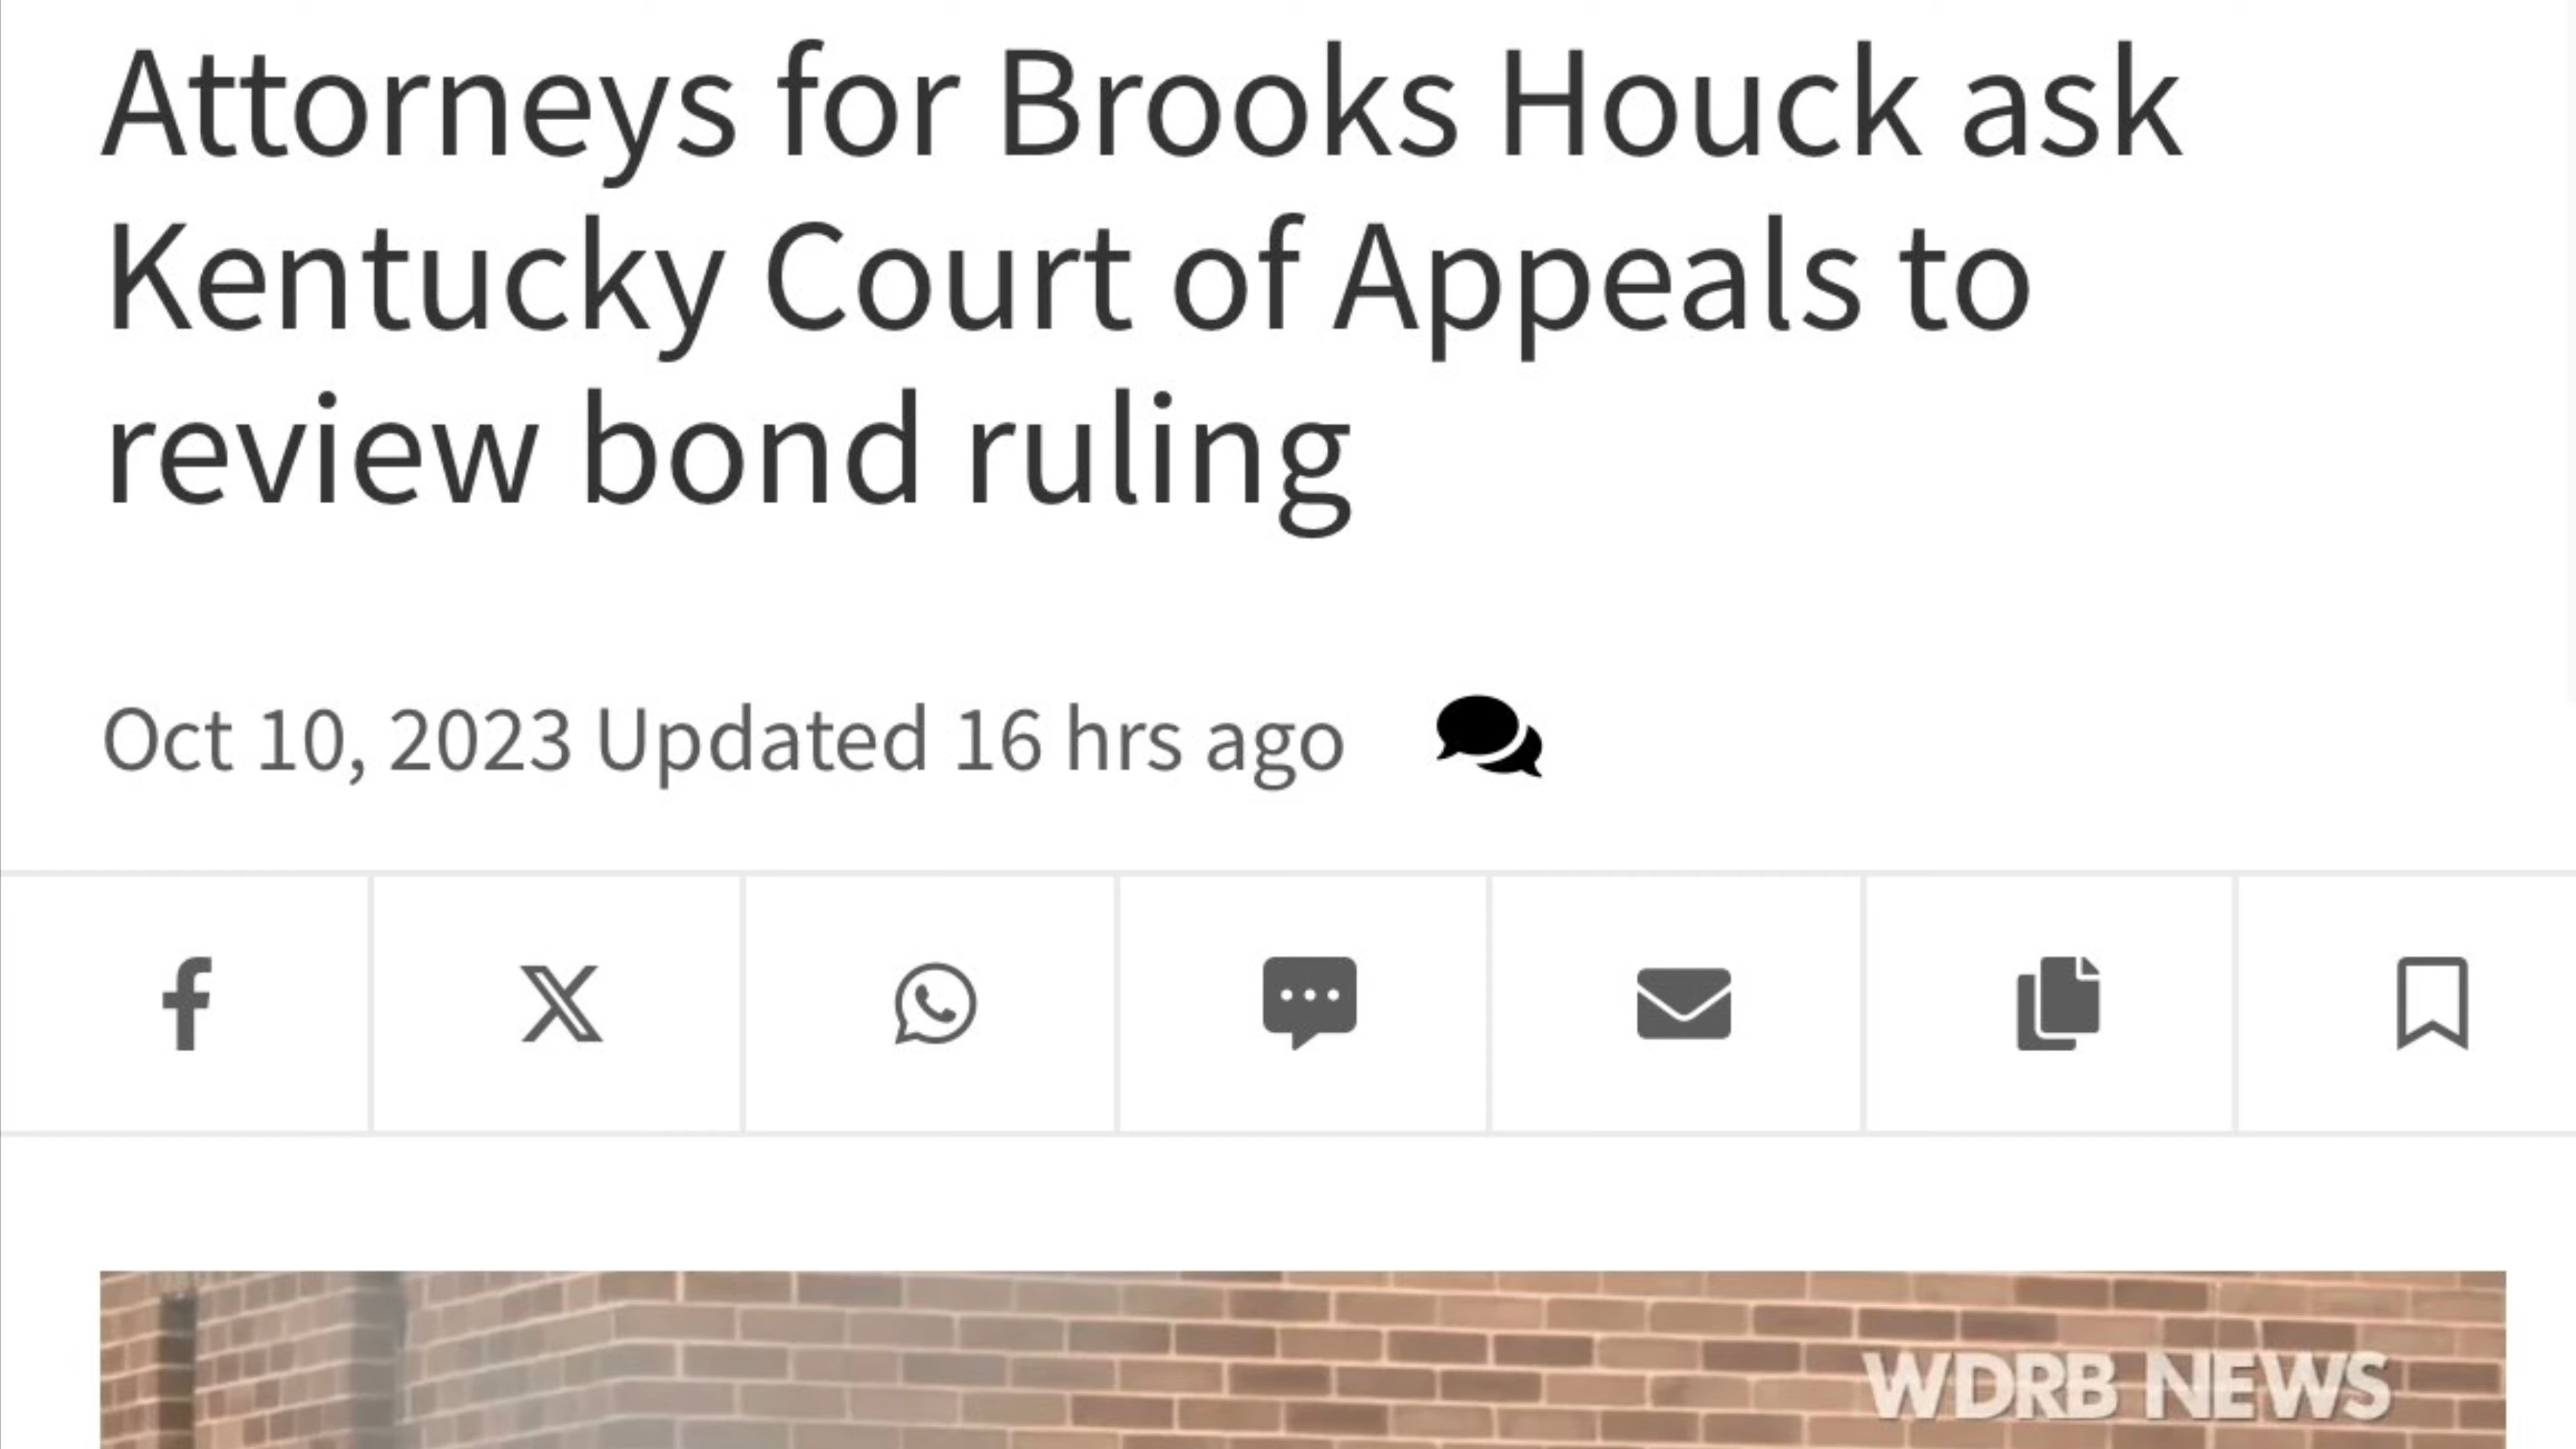 Attorneys for Brooks Houck ask
Kentucky Court of Appeals to
review bond ruling
Oct 10, 2023 Updated 16 hrs ago
WDRB NEWS